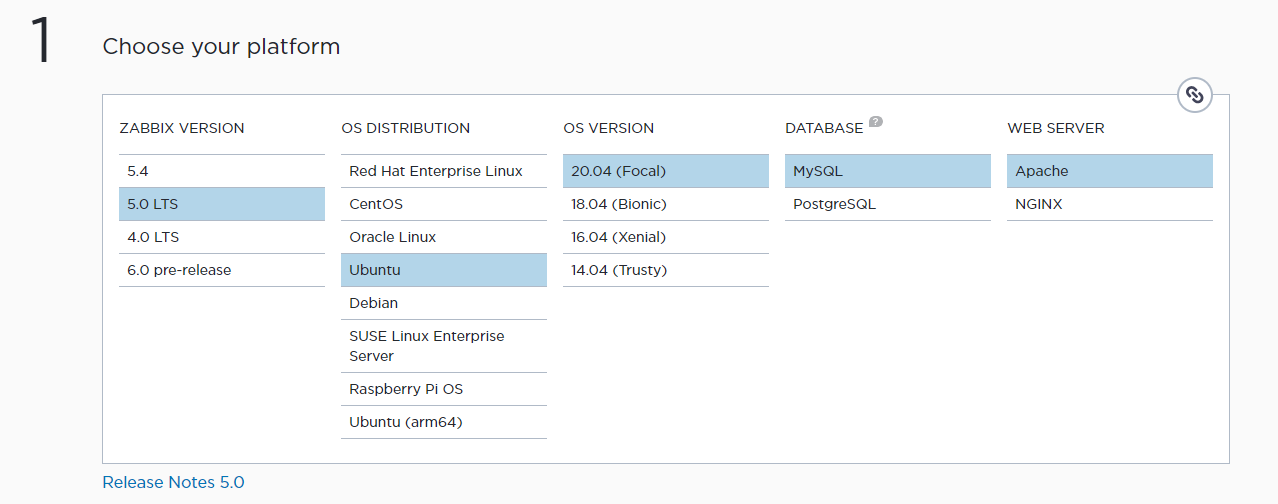 1
Choose your platform
ZABBIX VERSION
5.4
5.0 LTS
4.0 LTS
6.0 pre-release
OS DISTRIBUTION
Red Hat Enterprise Linux
CentOS
Oracle Linux
Ubuntu
Debian
SUSE Linux Enterprise
Server
Raspberry Pi OS
Ubuntu (arm64)
OS VERSION
20.04 (Focal)
18.04 (Bionic)
16.04 (Xenial)
14.04 (Trusty)
DATABASE ?
MySQL
PostgreSQL
WEB SERVER
Apache
NGINX
Release Notes 5.0